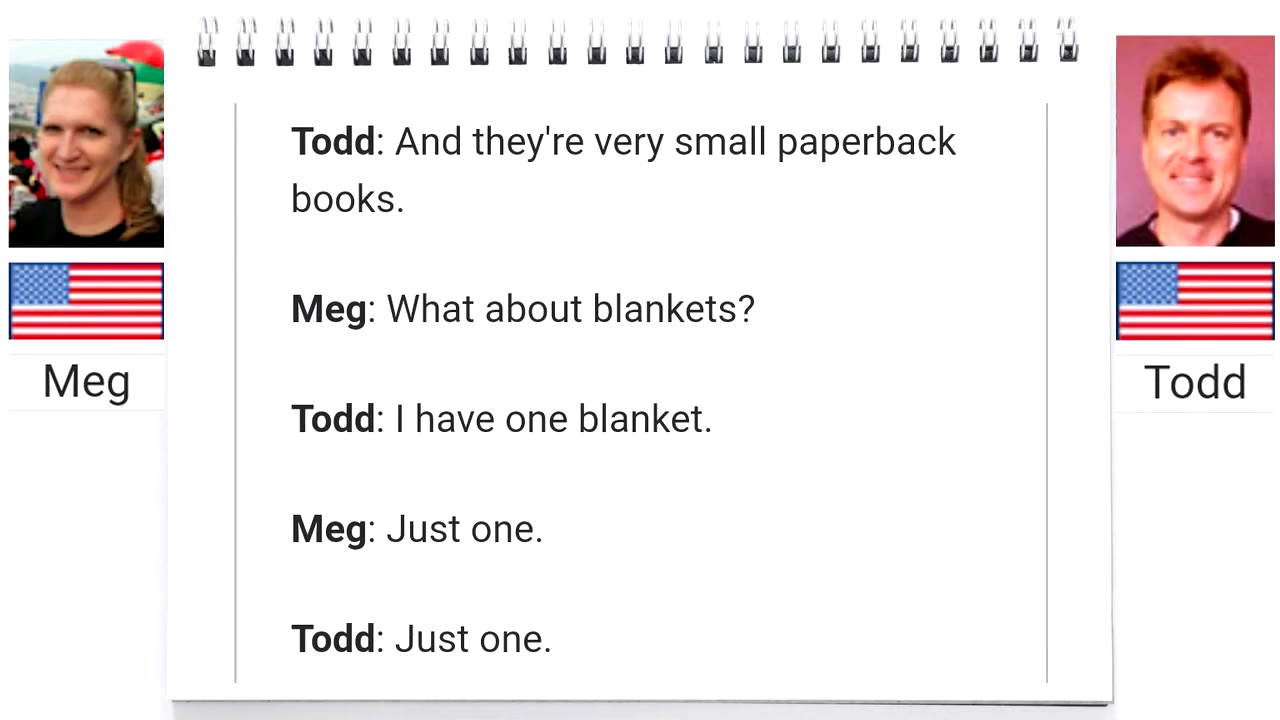 Todd: And they're very small paperback
books.
Meg: What about blankets?
Todd: I have one blanket.
Meg: Just one.
Todd: Just one.
Meg
Todd